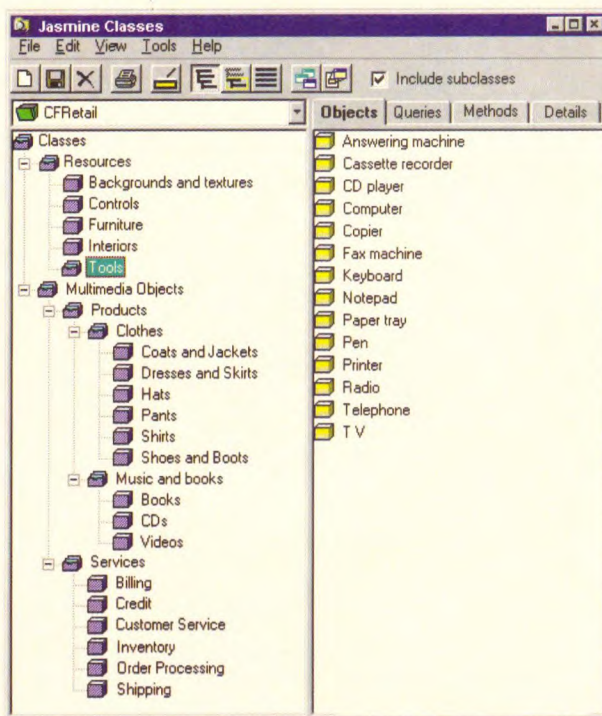 Jasmine Classes
File Edit View Tools Help
Include subclasses
CFRetail
Objects Queries Methods Details
Classes
Resources
Backgrounds and textures
Controls
Furniture
Interiors
Tools
Multimedia Objects
Products
Clothes
Coats and Jackets
Dresses and Skirts
Hats
Pants
Shirts
Shoes and Boots
Music and books
Books
CDs
Videos
Services
Billing
Credit
Customer Service
Inventory
Order Processing
Shipping
Answering machine
Cassette recorder
CD player
Computer
Copier
Fax machine
Keyboard
Notepad
Paper tray
Pen
Printer
Radio
Telephone
T V